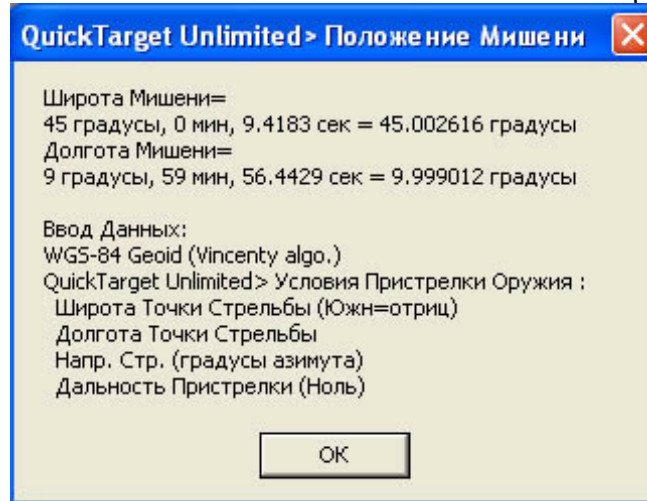 QuickTarget Unlimited> Положение Мишени
Широта Мишени=
45 градусы, 0 мин, 9.4183 сек = 45.002616 градусы
Долгота Мишени=
9 градусы, 59 мин, 56.4429 сек = 9.999012 градусы
Ввод Данных:
WGS-84 Geoid (Vincenty algo.)
QuickTarget Unlimited> Условия Пристрелки Оружия :
Широта Точки Стрельбы (Южн=отриц)
Долгота Точки Стрельбы
Напр. Стр. (градусы азимута)
Дальность Пристрелки (Ноль)
OK